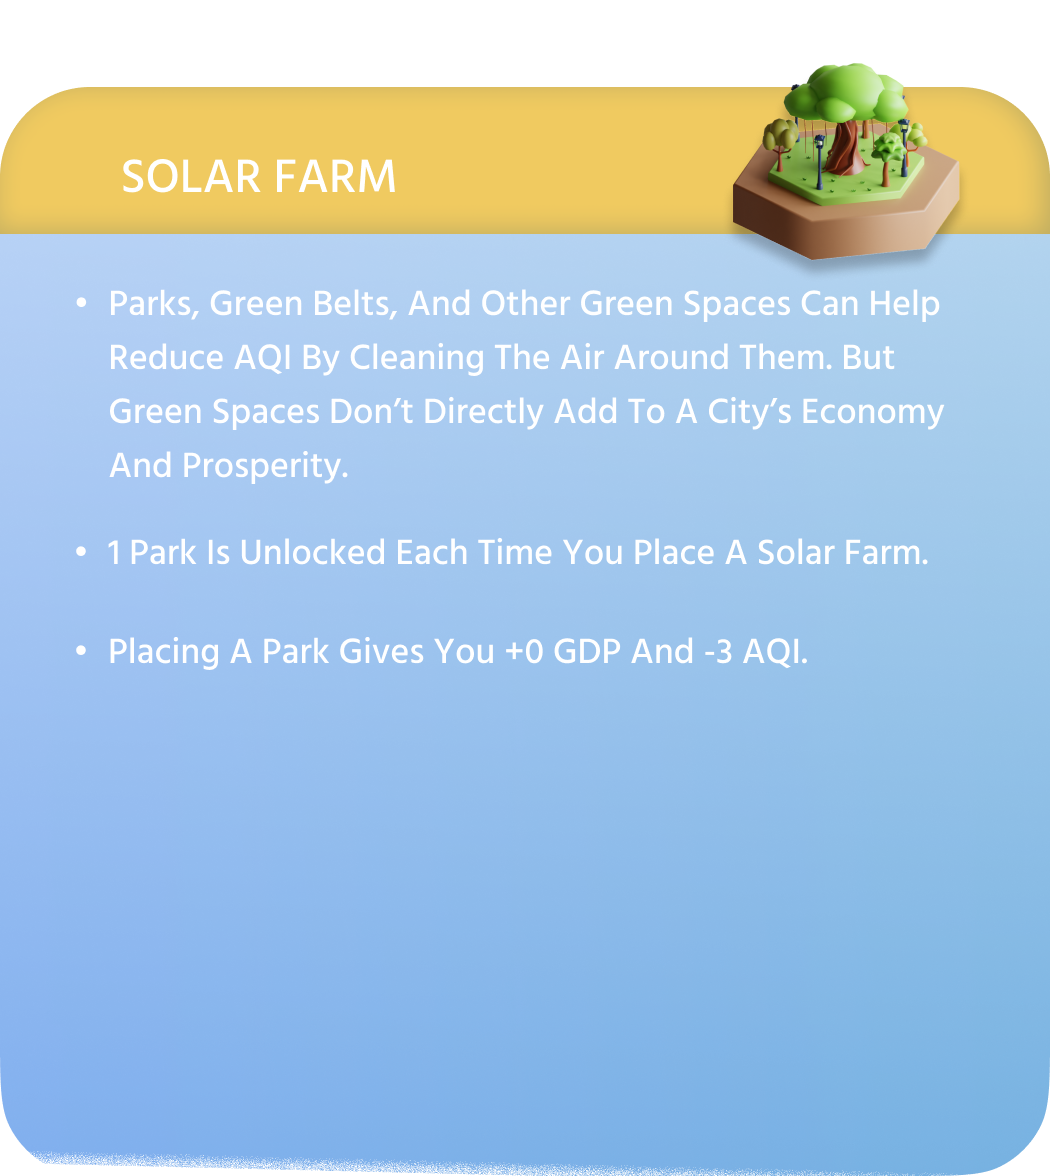 SOLAR FARM
• Parks, Green Belts, And Other Green Spaces Can Help
Reduce AQI By Cleaning The Air Around Them. But
Green Spaces Don’t Directly Add To A City’s Economy
And Prosperity.
• 1 Park Is Unlocked Each Time You Place A Solar Farm.
• Placing A Park Gives You +0 GDP And -3 AQI.